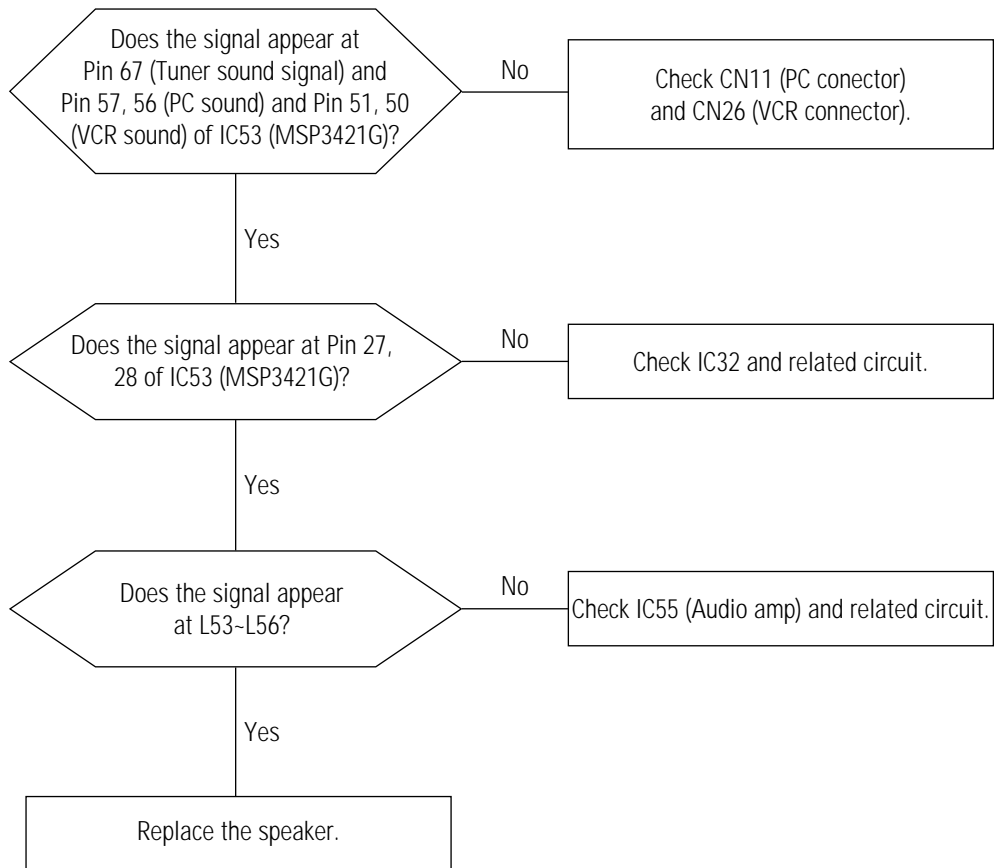 Does the signal appear at
Pin 67 (Tuner sound signal) and
Pin 57, 56 (PC sound) and Pin 51, 50
(VCR sound) of IC53 (MSP3421G)?
No
Check CN11 (PC conector)
and CN26 (VCR connector).
Yes
Does the signal appear at Pin 27,
28 of IC53 (MSP3421G)?
No
Check IC32 and related circuit.
Yes
Does the signal appear
at L53~L56?
No
Check IC55 (Audio amp) and related circuit.
Yes
Replace the speaker.